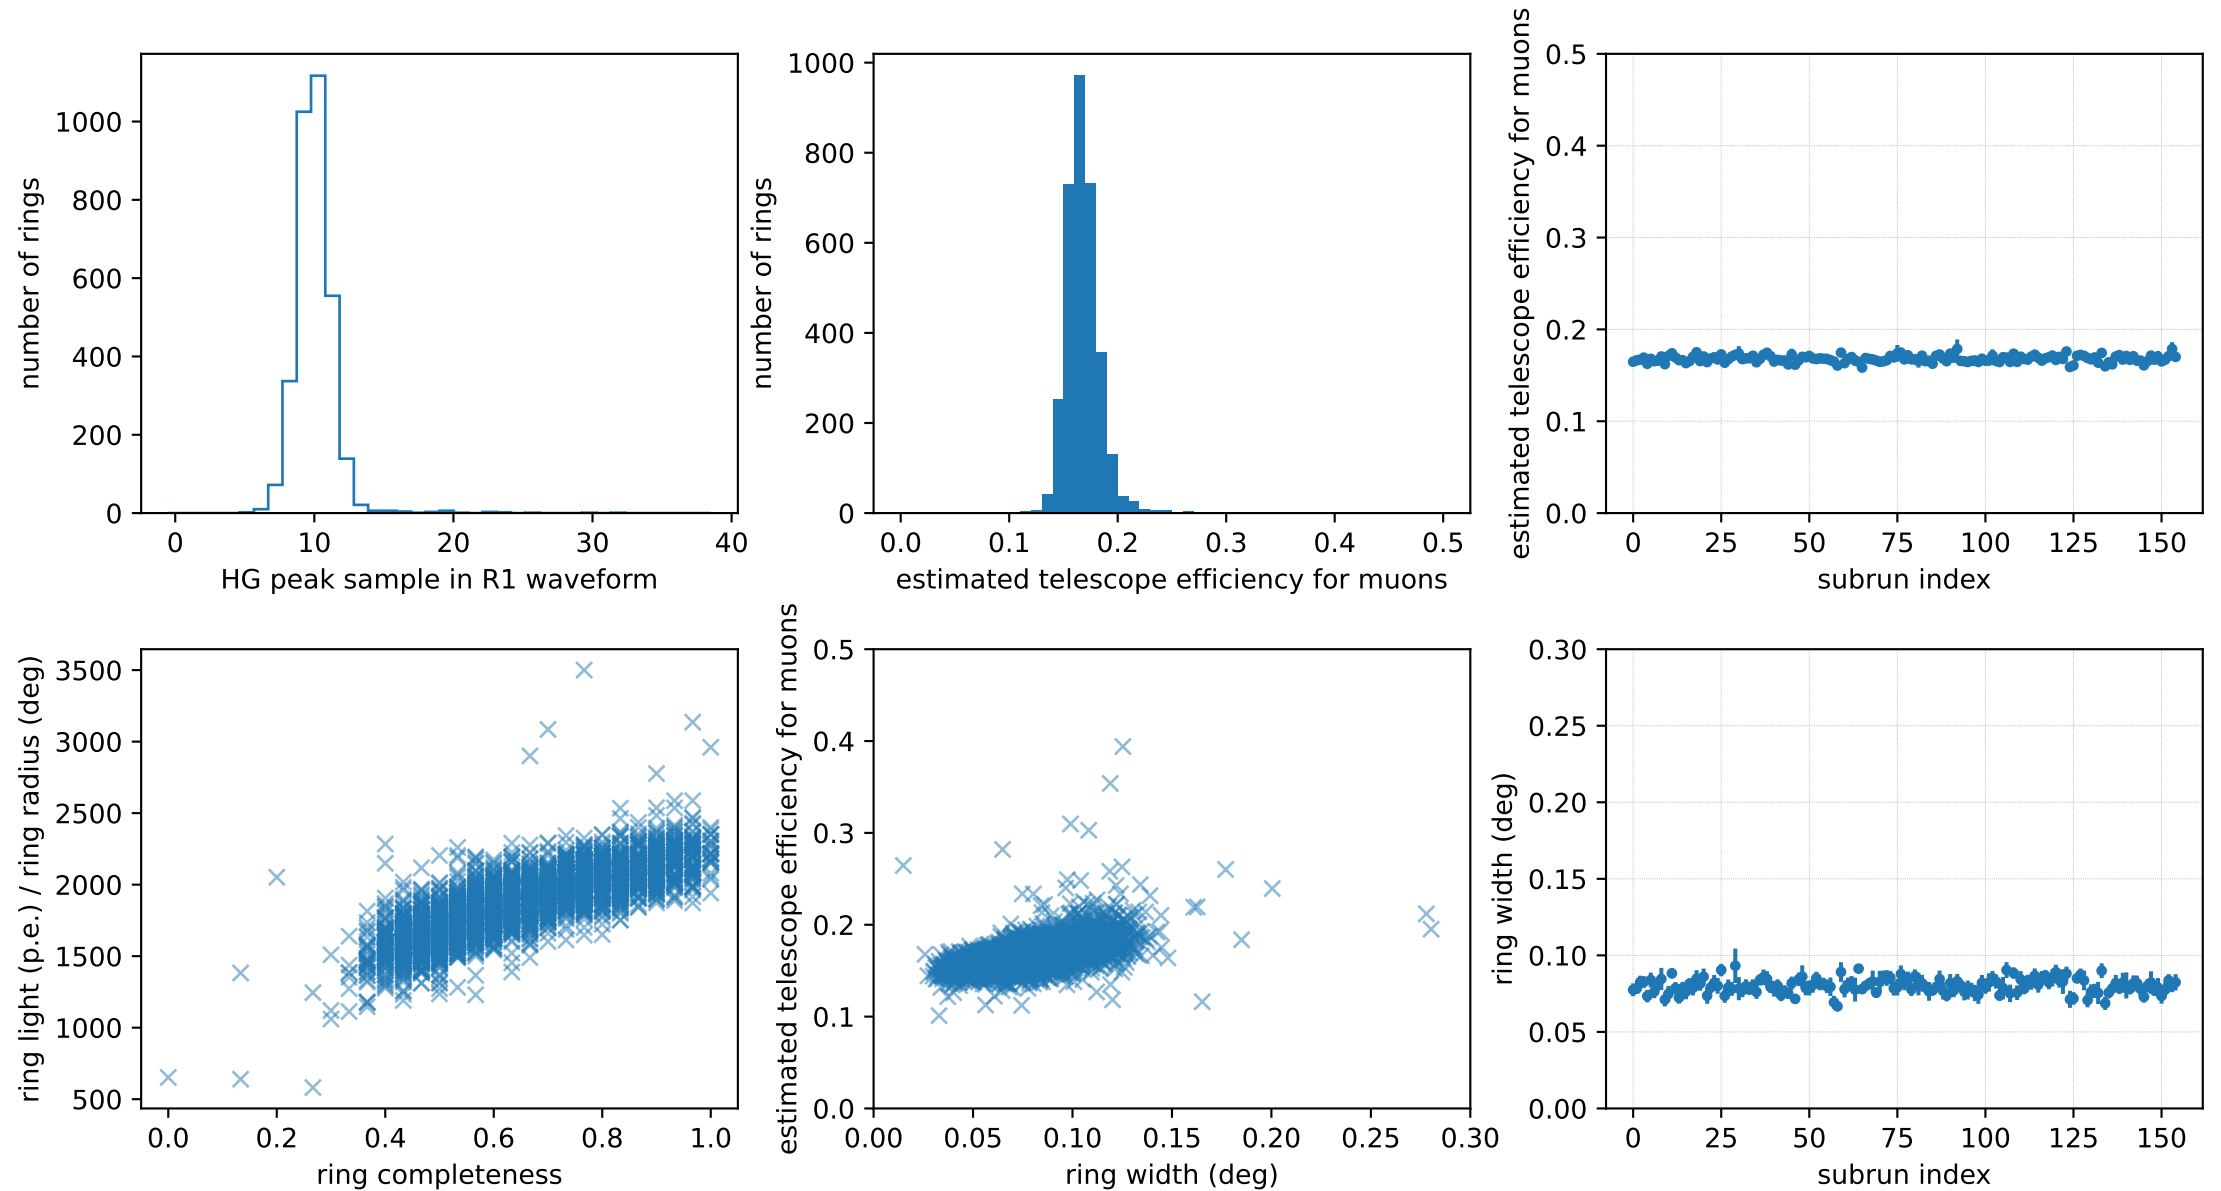 number of rings
1000
800
600
400
200
0
0 10 20 30 40
HG peak sample in R1 waveform
number of rings
1000
800
600
400
200
0
0.0 0.1 0.2 0.3 0.4 0.5
estimated telescope efficiency for muons
estimated telescope efficiency for muons
0.5
0.4
0.3
0.2
0.1
0.0
0 25 50 75 100 125 150
subrun index
ring light (p.e.) / ring radius (deg)
3500
3000
2500
2000
1500
1000
500
0.0 0.2 0.4 0.6 0.8 1.0
ring completeness
estimated telescope efficiency for muons
0.5
0.4
0.3
0.2
0.1
0.0
0.00 0.05 0.10 0.15 0.20 0.25 0.30
ring width (deg)
ring width (deg)
0.30
0.25
0.20
0.15
0.10
0.05
0.00
0 25 50 75 100 125 150
subrun index